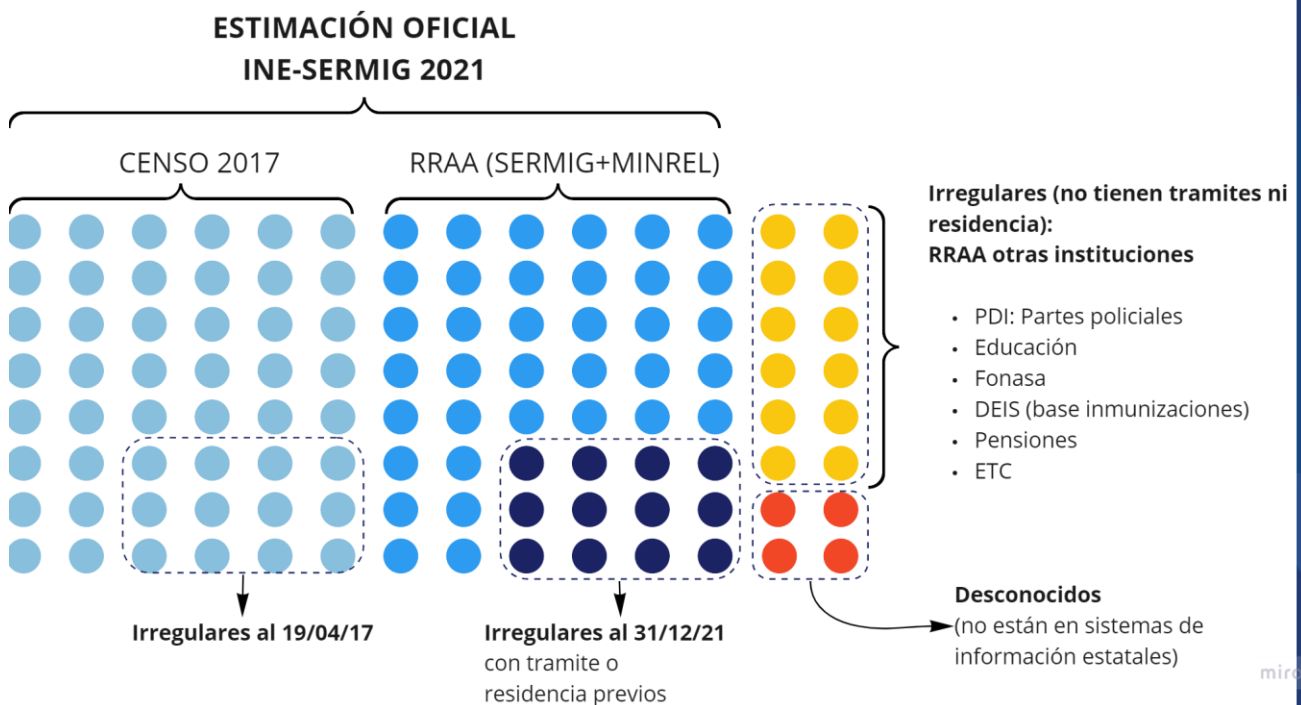 ESTIMACIÓN OFICIAL
INE-SERMIG 2021
CENSO 2017
RRAA (SERMIG+MINREL)
Irregulares (no tienen tramites ni
residencia):
RRAA otras instituciones
• PDI: Partes policiales
• Educación
• Fonasa
• DEIS (base inmunizaciones)
• Pensiones
• ETC
Irregulares al 19/04/17
Irregulares al 31/12/21
con tramite o
residencia previos
Desconocidos
(no están en sistemas de
información estatales)
miro